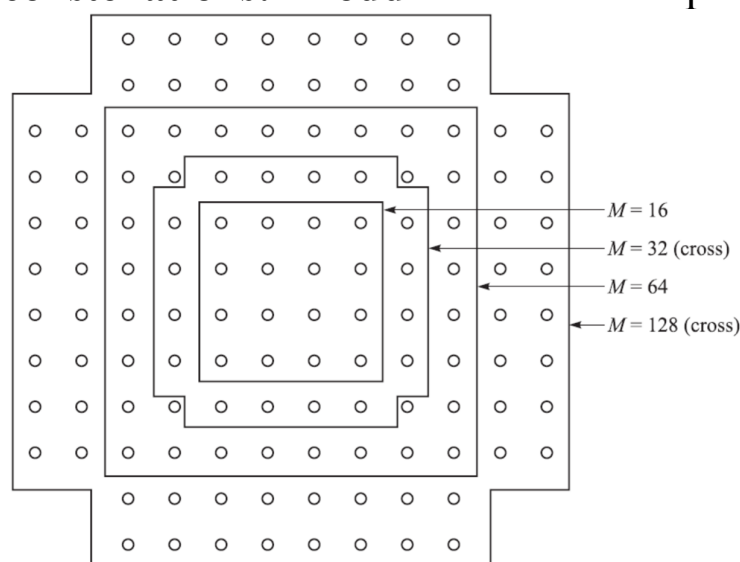 M = 16
M = 32 (cross)
M = 64
M = 128 (cross)